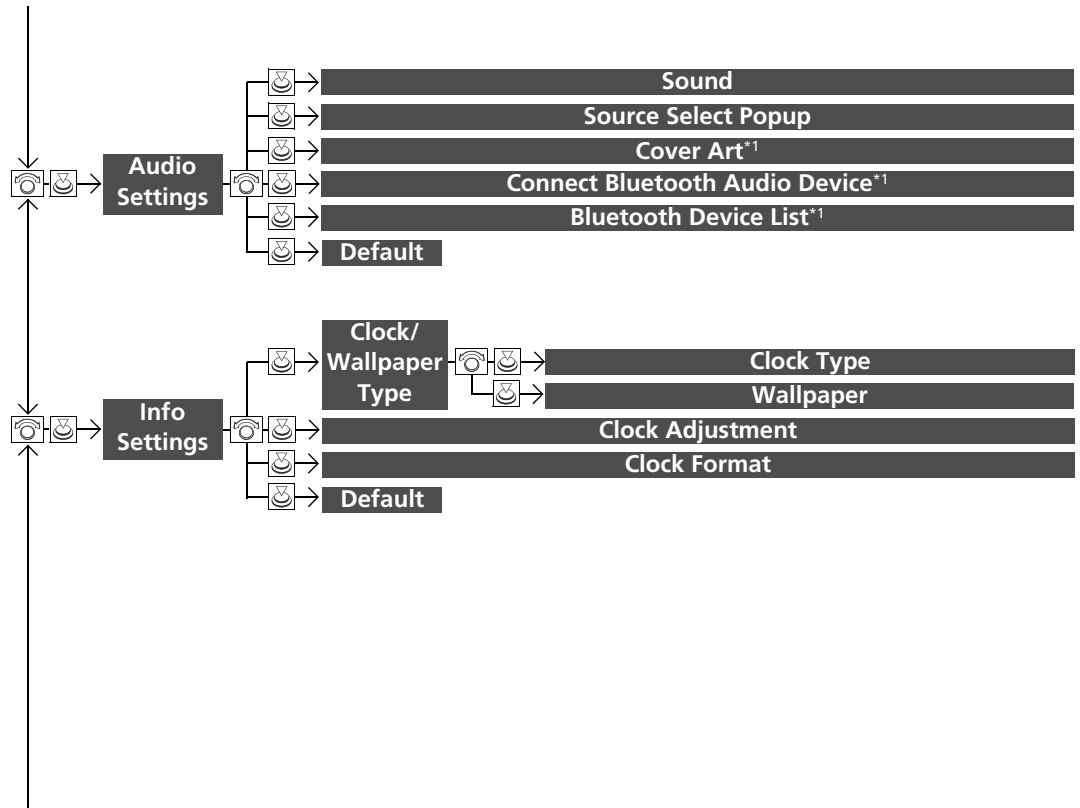 Sound
Source Select Popup
Cover Art*1
Audio
Settings
Connect Bluetooth Audio Device*1
Bluetooth Device List*1
Default
Clock/
Wallpaper
Type
Clock Type
Wallpaper
Info
Settings
Clock Adjustment
Clock Format
Default